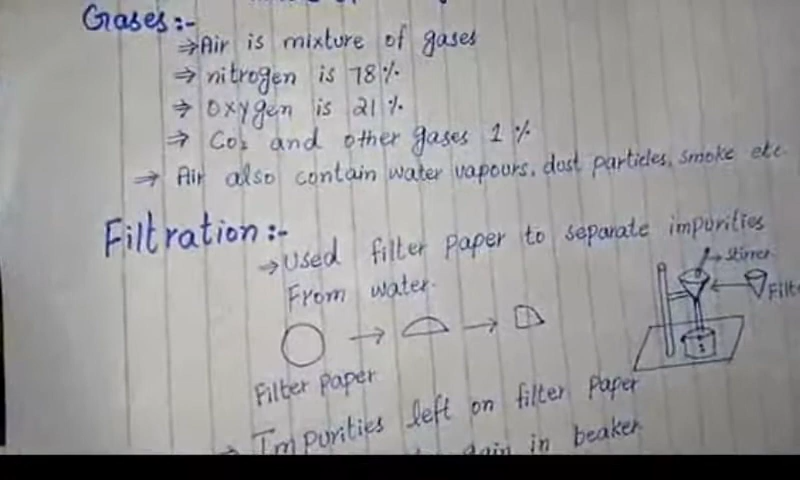 Gases:-
⇒ Air is mixture of gases
⇒ nitrogen is 78%
⇒ Oxygen is 21%
⇒ Co₂ and other gases 1%
⇒ Air also contain water vapours, dust particles, smoke etc
Filtration:-
→ Used filter paper to separate impurities
From water.
Stirrer
Filter paper
Impurities left on filter paper
in beaker